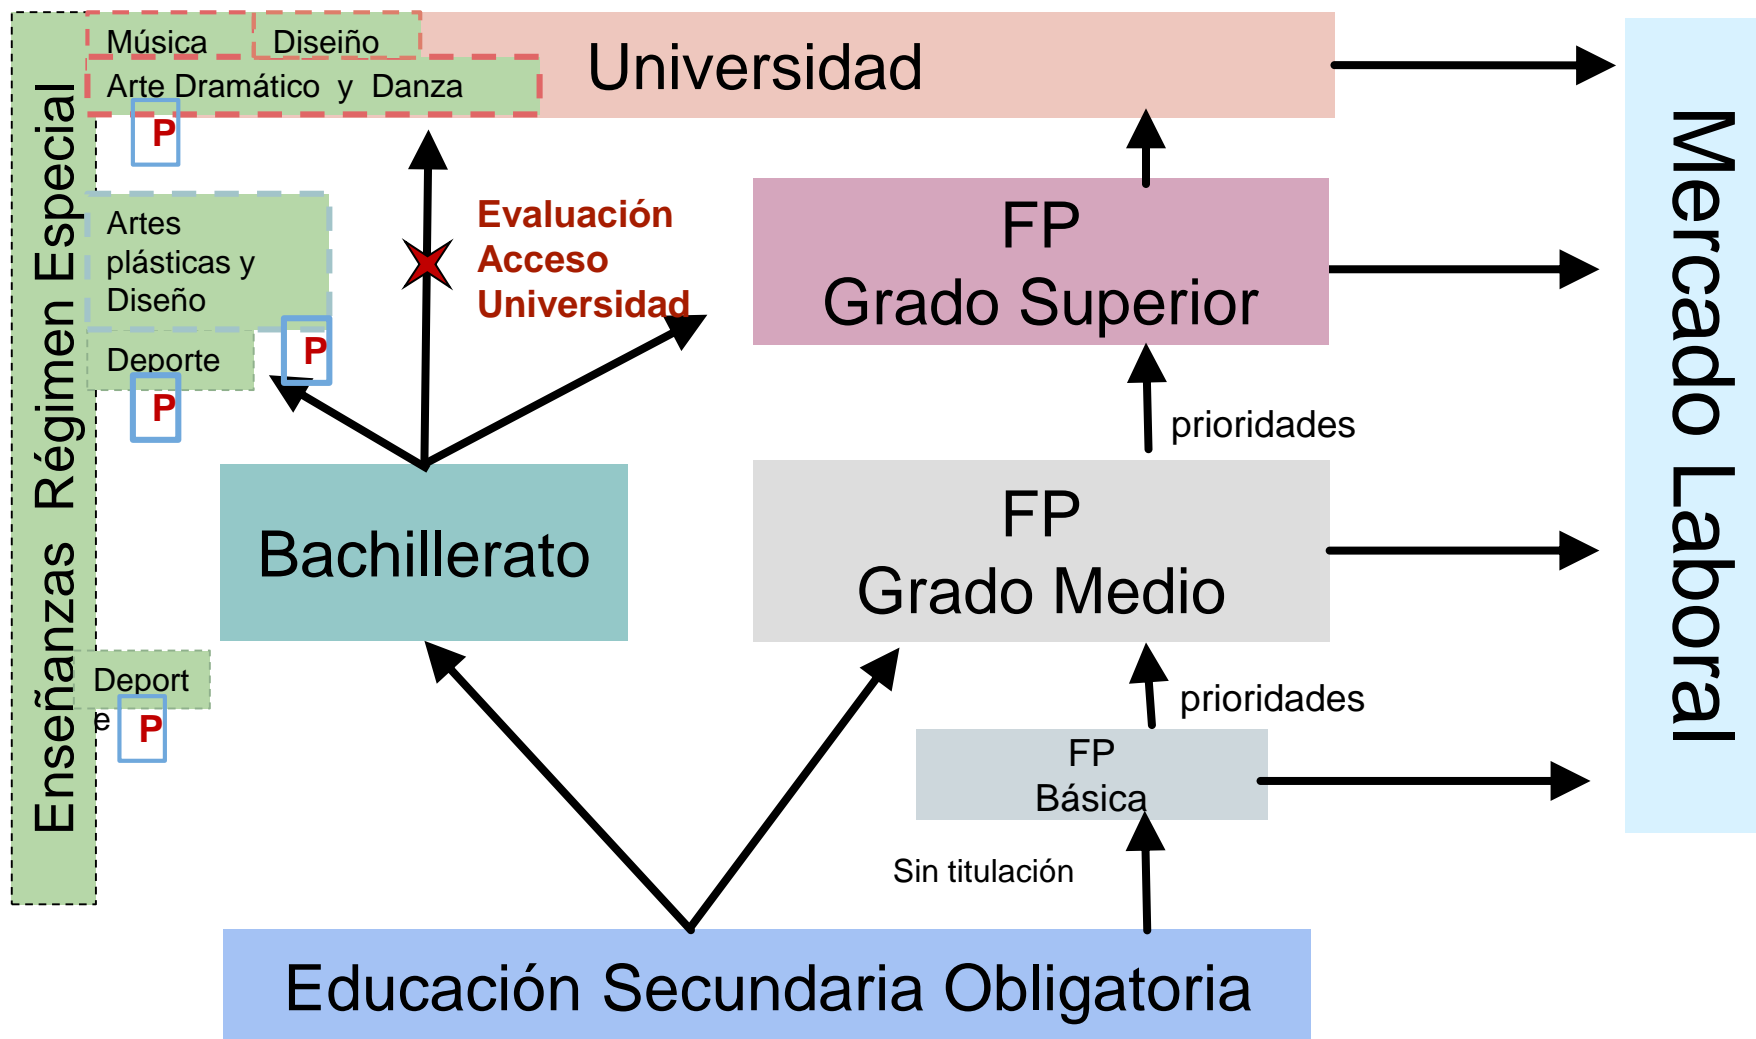 Enseñanzas Régimen Especial
Música
Diseiño
Arte Dramático y Danza
P
Universidad
Artes
plásticas y
Diseño
P
Deporte
P
Evaluación
Acceso
Universidad
FP
Grado Superior
prioridades
Bachillerato
FP
Grado Medio
Deport
e
P
prioridades
FP
Básica
Sin titulación
Educación Secundaria Obligatoria
Mercado Laboral